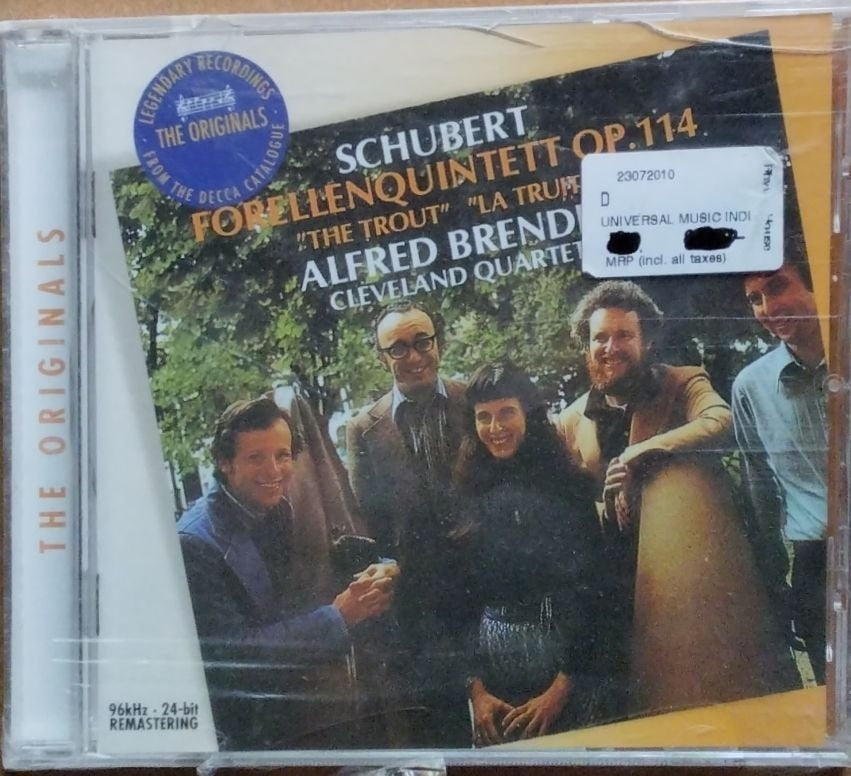 LEGENDARY RECORDINGS
THE ORIGINALS
FROM THE DECCA CATALOGUE
SCHUBERT
FORELLENQUINTETT OP.114
"THE TROUT" "LA
ALFRED
CLEVELAND QUARTET
23072010
D
UNIVERSAL MUSIC INDI
MRP (incl. all taxes)
THE ORIGINALS
96kHz · 24-bit
REMASTERING